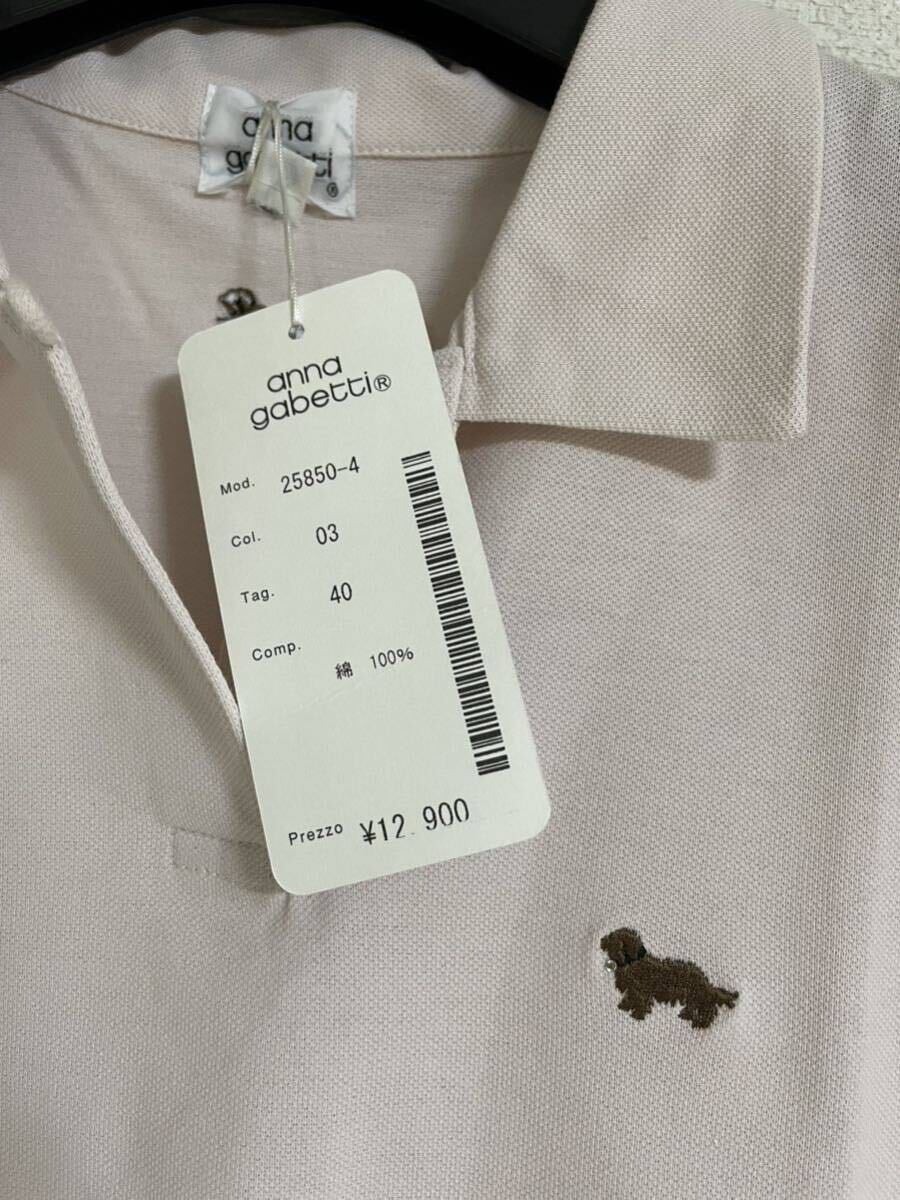 anna
gabetti
®
anna
gabetti®
Mod. 25850-4
Col. 03
Tag. 40
Comp.
綿 100%
Prezzo ¥12.900